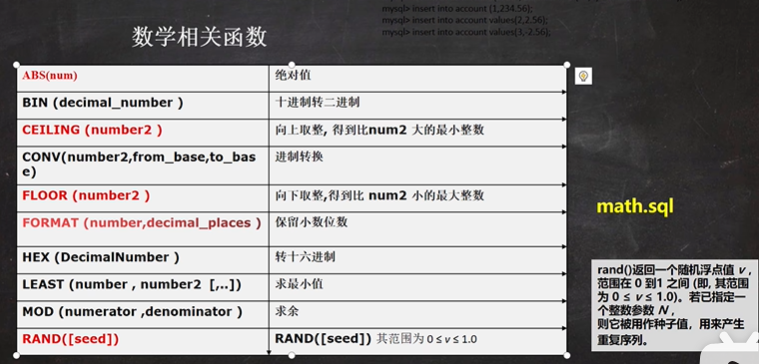 mysql> insert into account (1,234.56);
mysql> insert into account values(2,2.56);
mysql> insert into account values(3,-2.56);
数学相关函数
ABS(num) 绝对值
BIN (decimal_number ) 十进制转二进制
CEILING (number2 ) 向上取整, 得到比num2 大的最小整数
CONV(number2,from_base,to_bas
e) 进制转换
FLOOR (number2 ) 向下取整,得到比 num2 小的最大整数
FORMAT (number,decimal_places ) 保留小数位数
HEX (DecimalNumber ) 转十六进制
LEAST (number , number2 [,..]) 求最小值
MOD (numerator ,denominator ) 求余
RAND([seed]) RAND([seed]) 其范围为 0 ≤ v ≤ 1.0
math.sql
rand()返回一个随机浮点值 v ,
范围在 0 到1 之间 (即, 其范围
为 0 ≤ v ≤ 1.0)。若已指定一
个整数参数 N ,
则它被用作种子值，用来产生
重复序列。